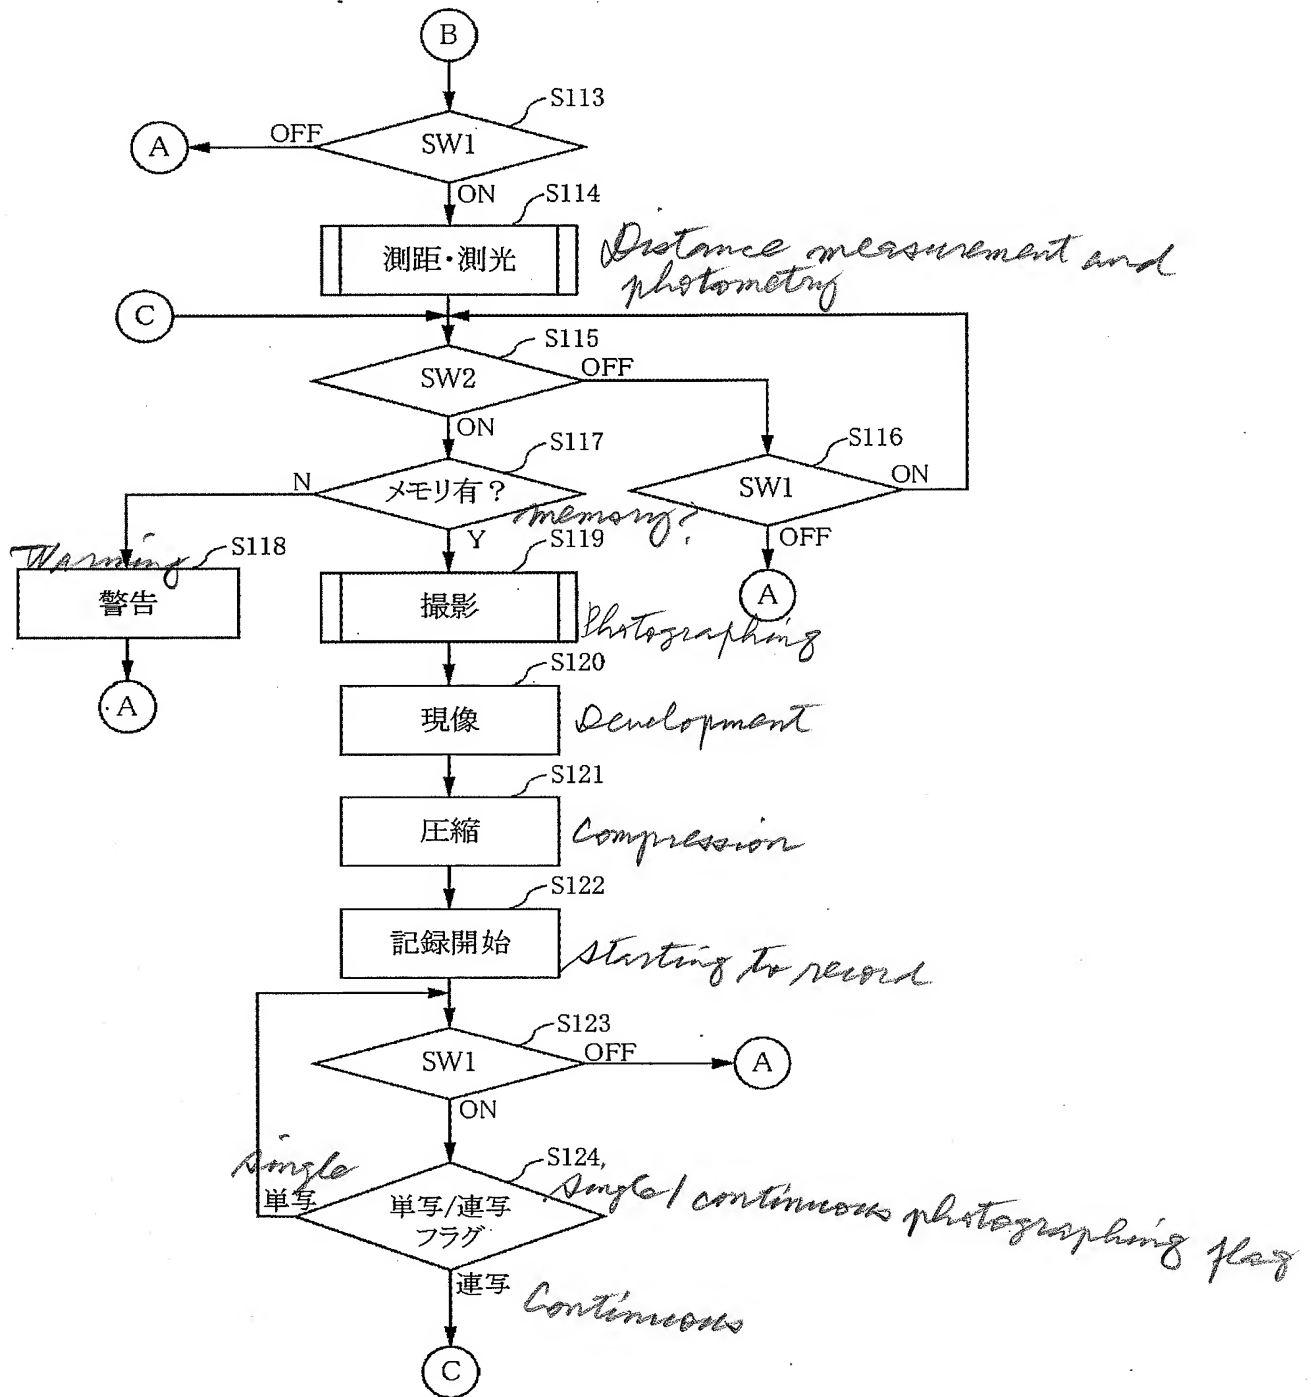 B
S113
A
OFF
SW1
ON
S114
測距・測光
Distance measurement and
photometry
C
S115
SW2
OFF
ON
S117
S116
N
メモリ有?
memory?
SW1
ON
Y
OFF
Warning
S118
S119
警告
撮影
Photographing
A
A
S120
現像
Development
S121
圧縮
Compression
S122
記録開始
Starting to record
S123
SW1
OFF
A
ON
S124
Single
単写
単写/連写
フラグ
Single/continuous photographing flag
連写
Continuous
C